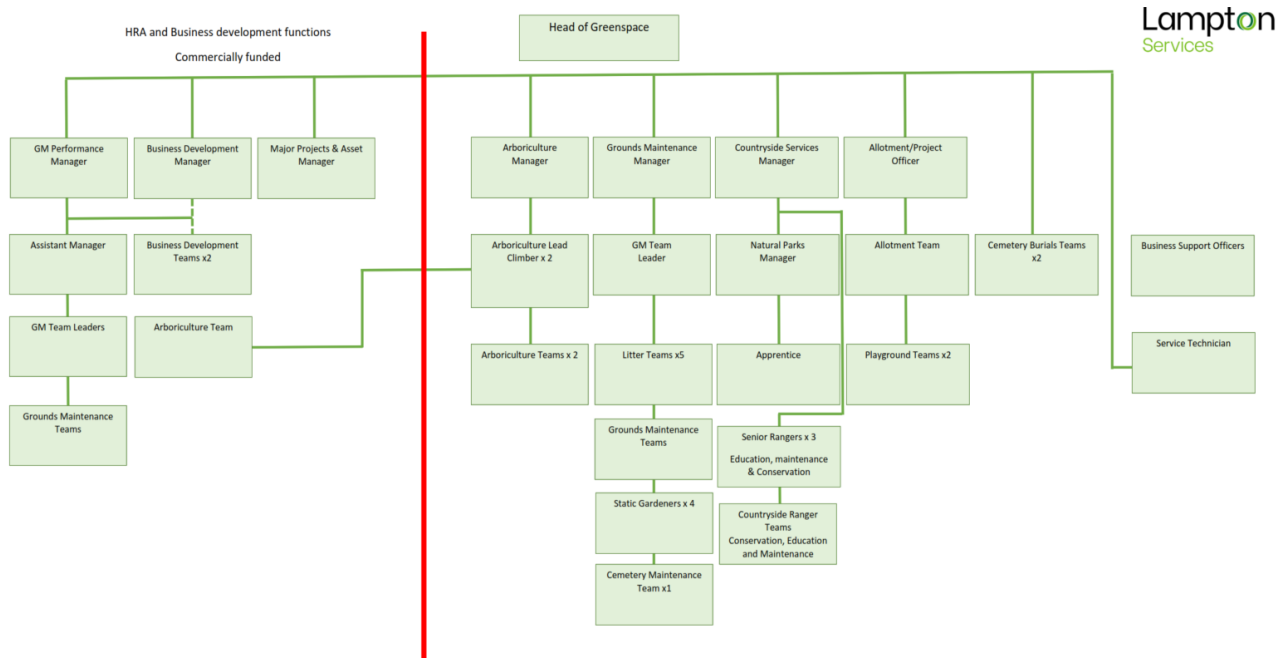 HRA and Business development functions
Commercially funded
Head of Greenspace
Lampton
Services
GM Performance
Manager
Business Development
Manager
Major Projects & Asset
Manager
Arboriculture
Manager
Grounds Maintenance
Manager
Countryside Services
Manager
Allotment/Project
Officer
Assistant Manager
Business Development
Teams x2
Arboriculture Lead
Climber x 2
GM Team
Leader
Natural Parks
Manager
Allotment Team
Cemetery Burials Teams
x2
Business Support Officers
GM Team Leaders
Arboriculture Team
Arboriculture Teams x 2
Litter Teams x5
Apprentice
Playground Teams x2
Service Technician
Grounds Maintenance
Teams
Grounds Maintenance
Teams
Senior Rangers x 3
Education, maintenance
& Conservation
Static Gardeners x 4
Countryside Ranger
Teams
Conservation, Education
and Maintenance
Cemetery Maintenance
Team x1